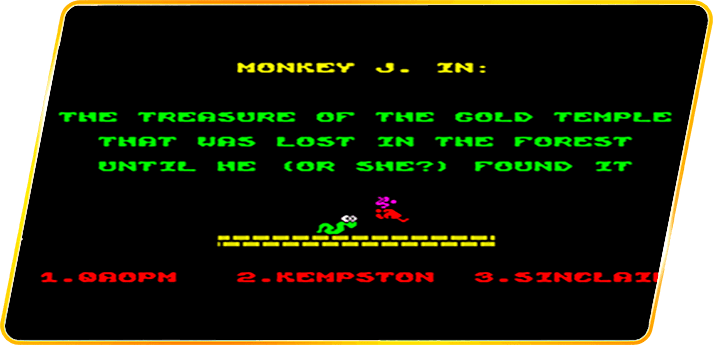 MONKEY J. IN:
THE TREASURE OF THE GOLD TEMPLE
THAT WAS LOST IN THE FOREST
UNTIL HE (OR SHE?) FOUND IT
1.QAOPM 2.KEMPSTON 3.SINCLAI